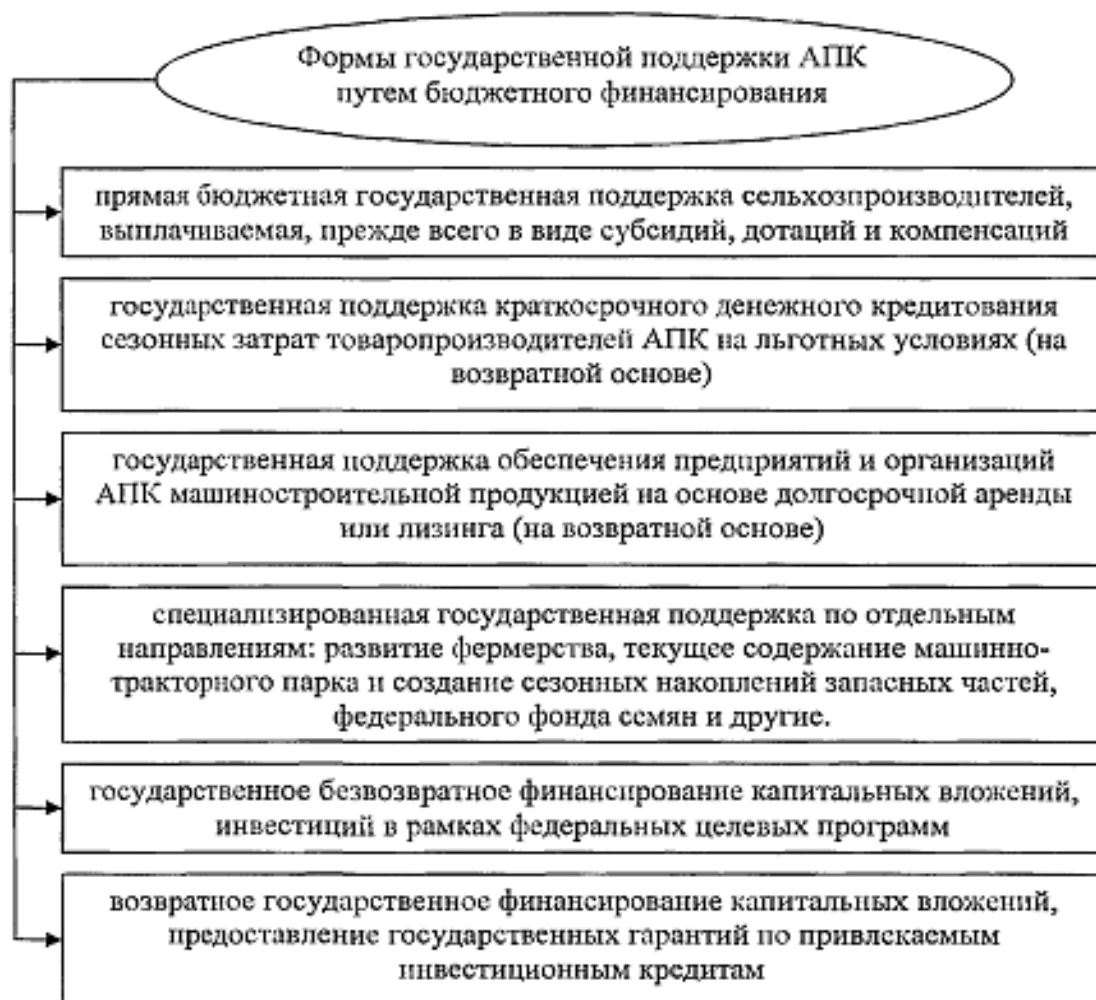 Формы государственной поддержки АПК
путем бюджетного финансирования
прямая бюджетная государственная поддержка сельхозпроизводителей,
выплачиваемая, прежде всего в виде субсидий, дотаций и компенсаций
государственная поддержка краткосрочного денежного кредитования
сезонных затрат товаропроизводителей АПК на льготных условиях (на
возвратной основе)
государственная поддержка обеспечения предприятий и организаций
АПК машиностроительной продукцией на основе долгосрочной аренды
или лизинга (на возвратной основе)
специализированная государственная поддержка по отдельным
направлениям: развитие фермерства, текущее содержание машинно-
тракторного парка и создание сезонных накоплений запасных частей,
федерального фонда семян и другие.
государственное безвозвратное финансирование капитальных вложений,
инвестиций в рамках федеральных целевых программ
возвратное государственное финансирование капитальных вложений,
предоставление государственных гарантий по привлекаемым
инвестиционным кредитам